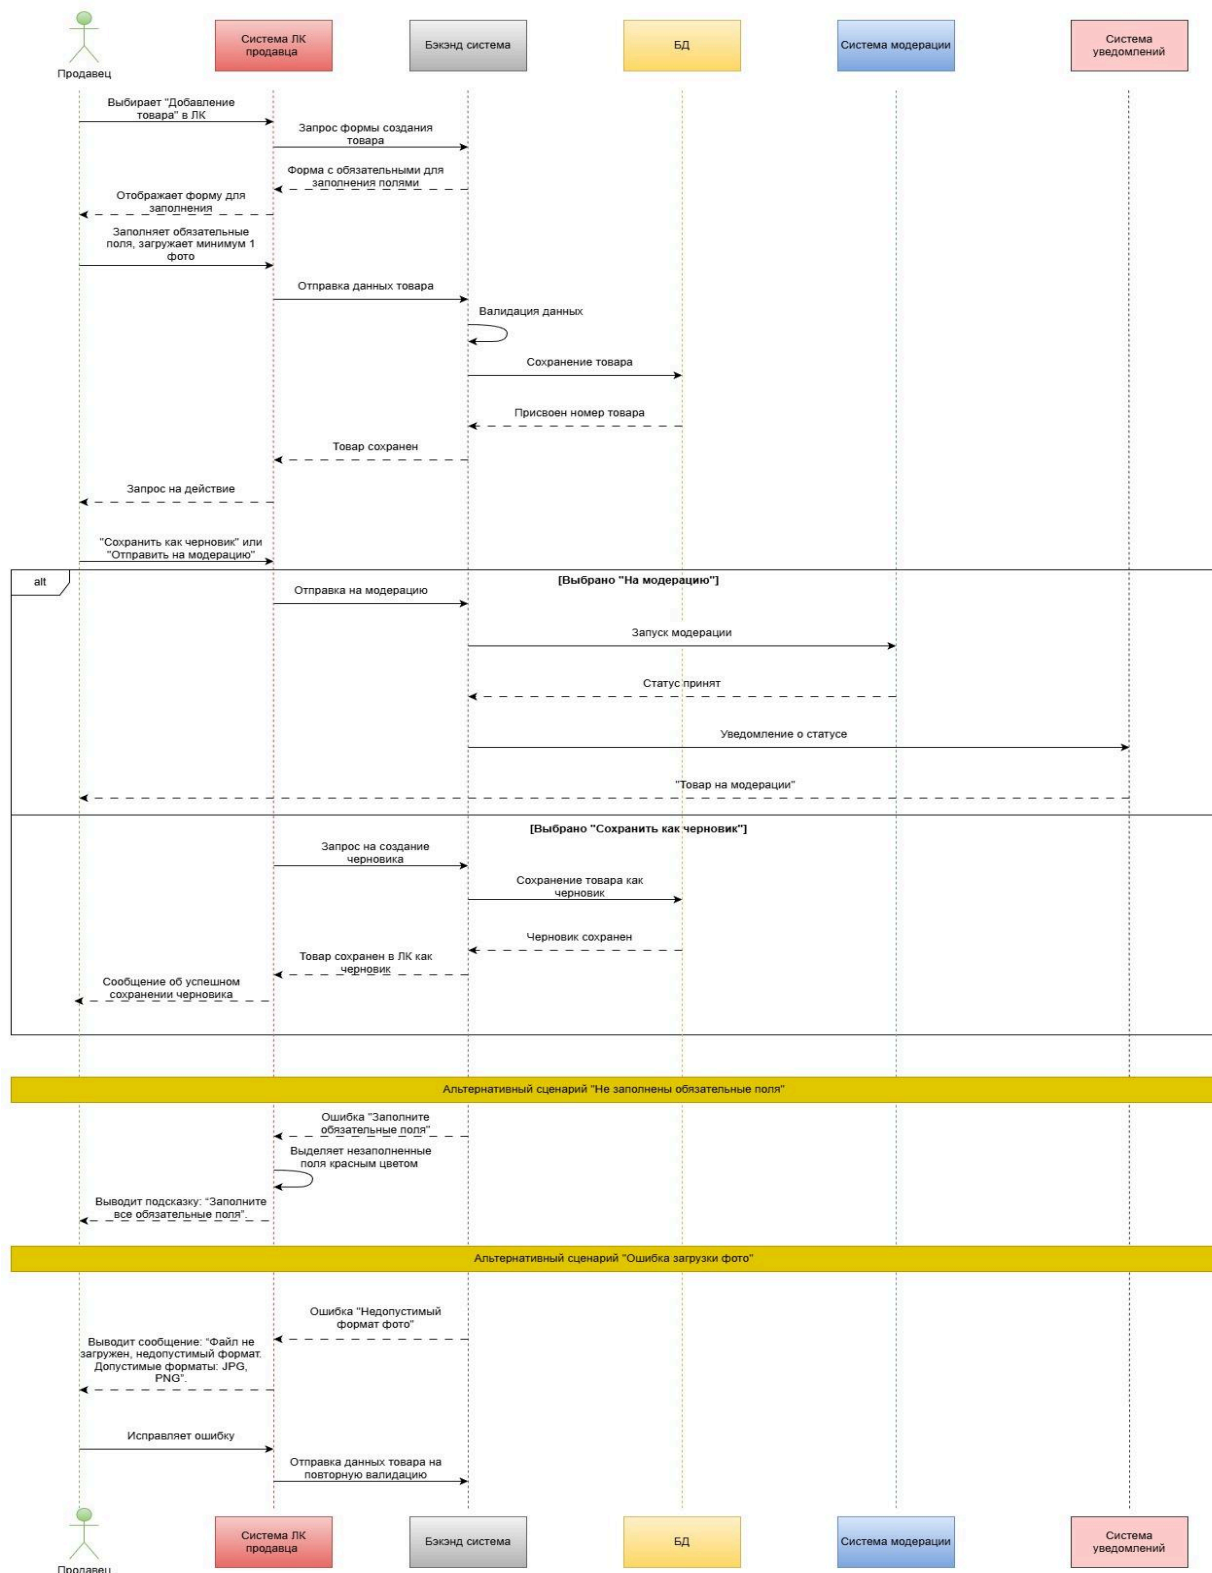 Продавец
Система ЛК
продавца
Бэкэнд система
БД
Система модерации
Система
уведомлений
Выбирает "Добавление
товара" в ЛК
Запрос формы создания
товара
Форма с обязательными для
заполнения полями
Отображает форму для
заполнения
Заполняет обязательные
поля, загружает минимум 1
фото
Отправка данных товара
Валидация данных
Сохранение товара
Присвоен номер товара
Товар сохранен
Запрос на действие
"Сохранить как черновик" или
"Отправить на модерацию"
alt
[Выбрано "На модерацию"]
Отправка на модерацию
Запуск модерации
Статус принят
Уведомление о статусе
"Товар на модерации"
[Выбрано "Сохранить как черновик"]
Запрос на создание
черновика
Сохранение товара как
черновик
Черновик сохранен
Товар сохранен в ЛК как
черновик
Сообщение об успешном
сохранении черновика
Альтернативный сценарий "Не заполнены обязательные поля"
Ошибка "Заполните
обязательные поля"
Выделяет незаполненные
поля красным цветом
Выводит подсказку: “Заполните
все обязательные поля”.
Альтернативный сценарий "Ошибка загрузки фото"
Ошибка "Недопустимый
формат фото"
Выводит сообщение: “Файл не
загружен, недопустимый формат.
Допустимые форматы: JPG,
PNG”.
Исправляет ошибку
Отправка данных товара на
повторную валидацию
Продавец
Система ЛК
продавца
Бэкэнд система
БД
Система модерации
Система
уведомлений